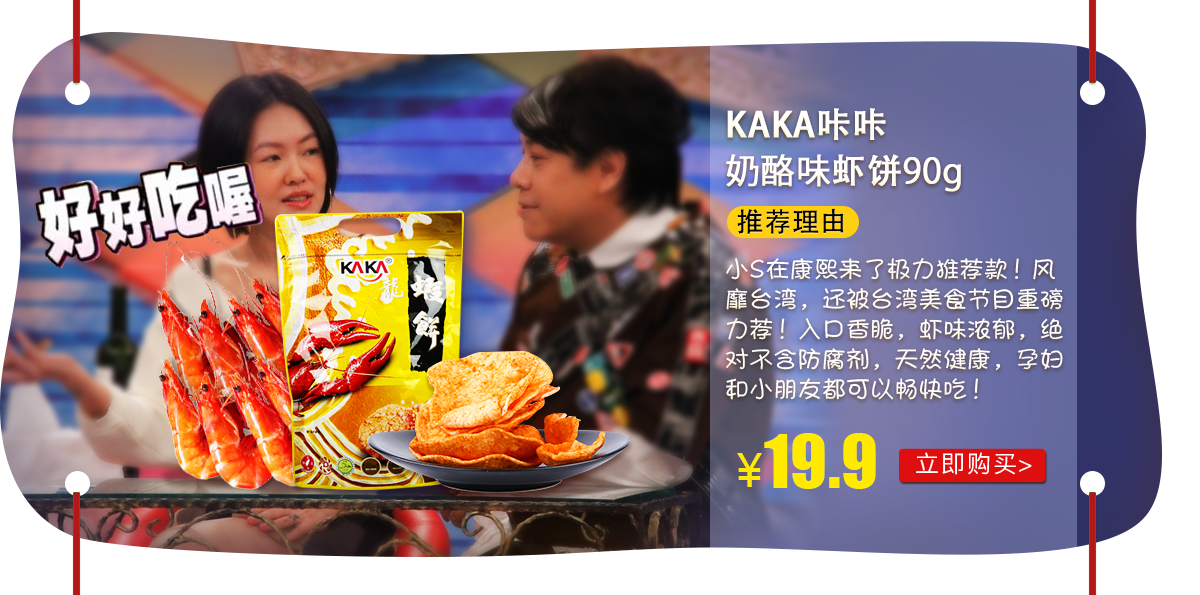 KAKA咔咔
奶酪味虾饼90g
推荐理由
小S在康熙来了极力推荐款！风
靡台湾，还被台湾美食节目重磅
力荐！入口香脆，虾味浓郁，绝
对不含防腐剂，天然健康，孕妇
和小朋友都可以畅快吃！
¥19.9
立即购买>
好好吃喔
KAKA®
龍
蝦餅